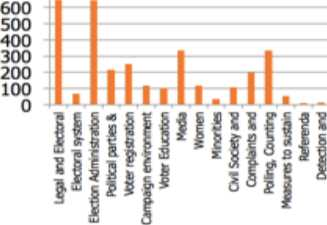 600
500
400
300
200
100
0
Legal and Electoral
Electoral system
Election Administration
Political parties &
Voter registration
Campaign environment
Voter Education
Media
Women
Minorities
Civil Society and
Complaints and
Polling, Counting
Measures to sustain
Referenda
Detection and